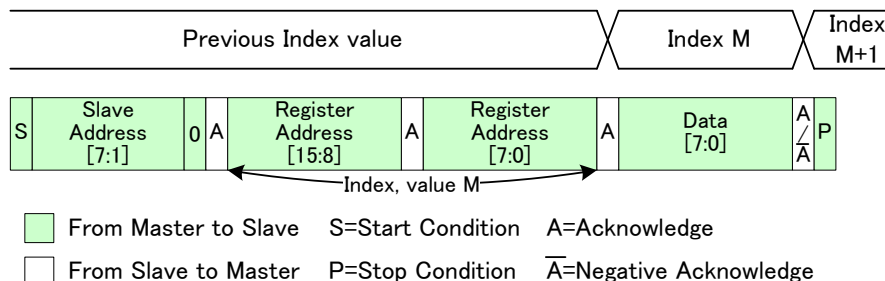 Previous Index value
Index M
Index
M+1
S
Slave
Address
[7:1]
0
A
Register
Address
[15:8]
A
Register
Address
[7:0]
A
Data
[7:0]
A
/
A̅
P
Index, value M
From Master to Slave
S=Start Condition
A=Acknowledge
From Slave to Master
P=Stop Condition
A̅=Negative Acknowledge